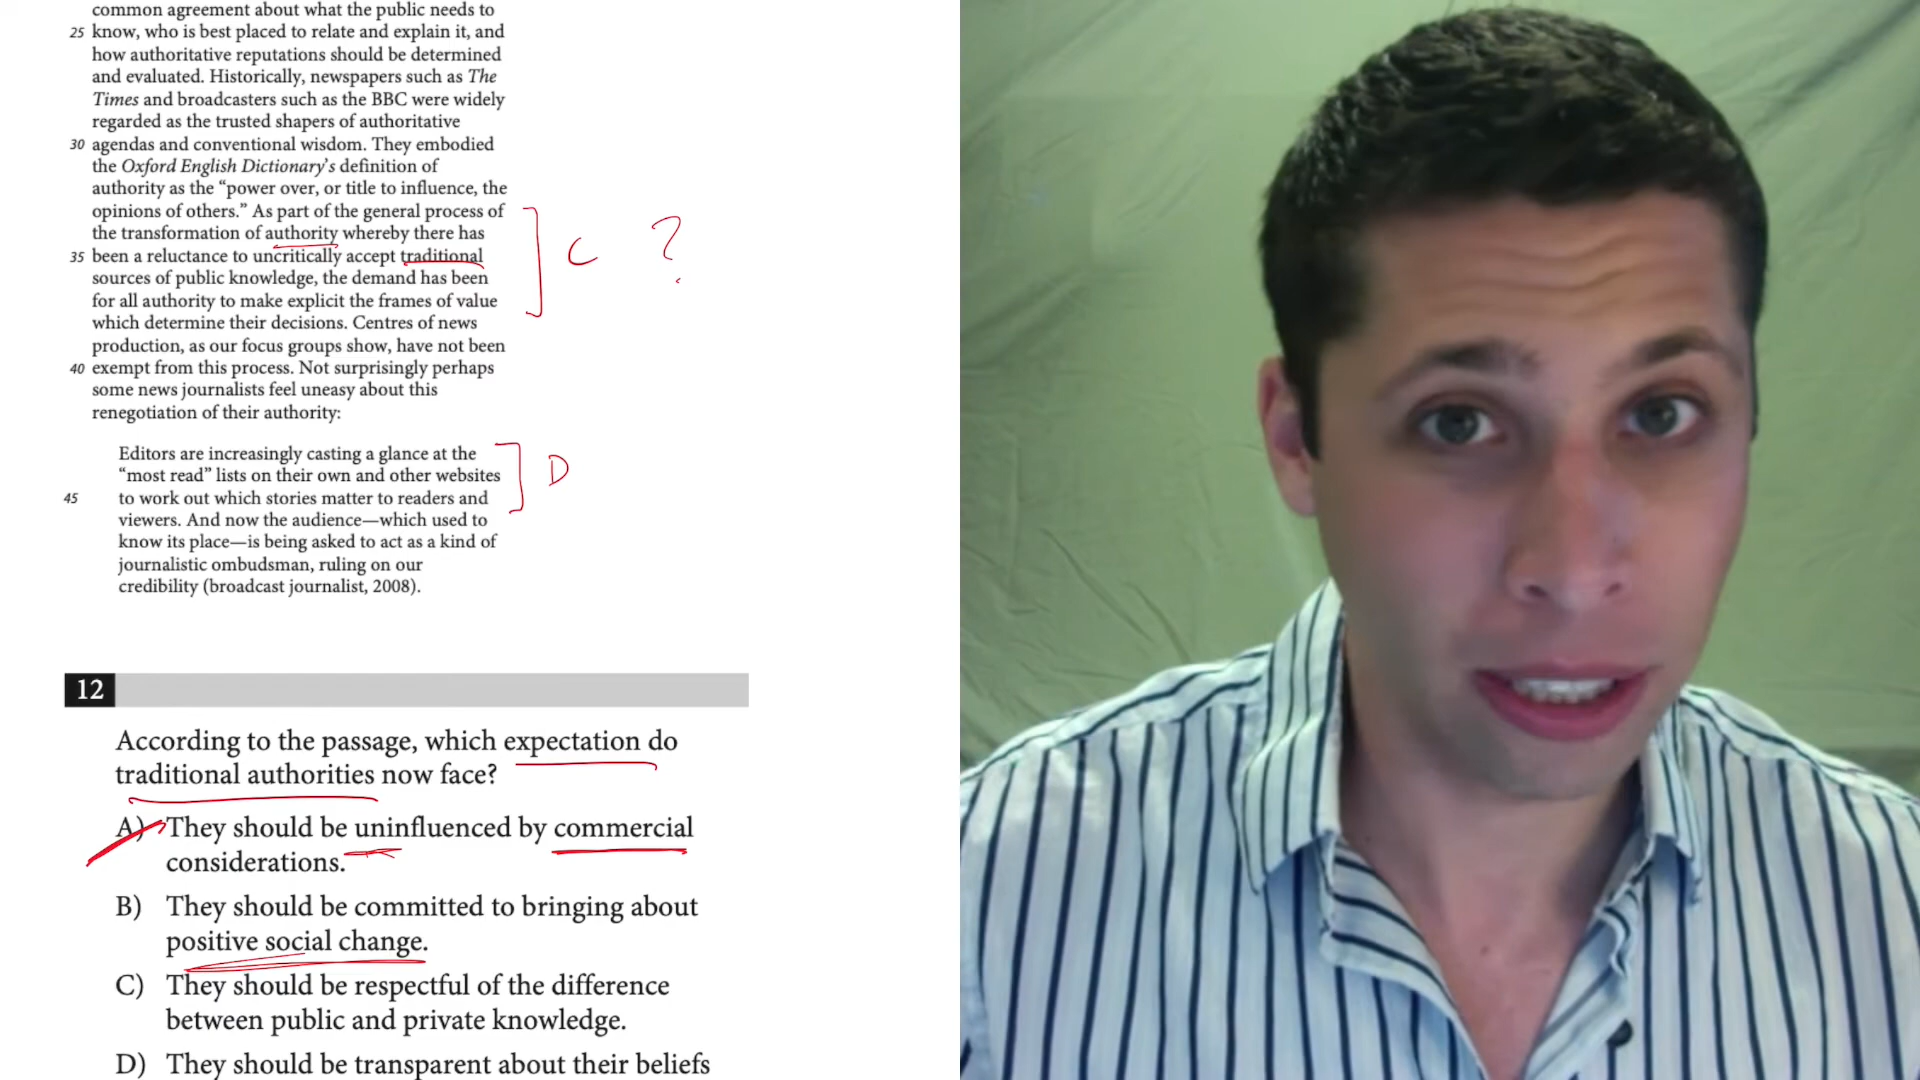 common agreement about what the public needs to
25 know, who is best placed to relate and explain it, and
how authoritative reputations should be determined
and evaluated. Historically, newspapers such as The
Times and broadcasters such as the BBC were widely
regarded as the trusted shapers of authoritative
30 agendas and conventional wisdom. They embodied
the Oxford English Dictionary's definition of
authority as the “power over, or title to influence, the
opinions of others.” As part of the general process of
the transformation of authority whereby there has
35 been a reluctance to uncritically accept traditional
sources of public knowledge, the demand has been
for all authority to make explicit the frames of value
which determine their decisions. Centres of news
production, as our focus groups show, have not been
40 exempt from this process. Not surprisingly perhaps
some news journalists feel uneasy about this
renegotiation of their authority:
C ?
Editors are increasingly casting a glance at the
“most read” lists on their own and other websites
45 to work out which stories matter to readers and
viewers. And now the audience—which used to
know its place—is being asked to act as a kind of
journalistic ombudsman, ruling on our
credibility (broadcast journalist, 2008).
D
12
According to the passage, which expectation do
traditional authorities now face?
A) They should be uninfluenced by commercial
considerations.
B) They should be committed to bringing about
positive social change.
C) They should be respectful of the difference
between public and private knowledge.
D) They should be transparent about their beliefs